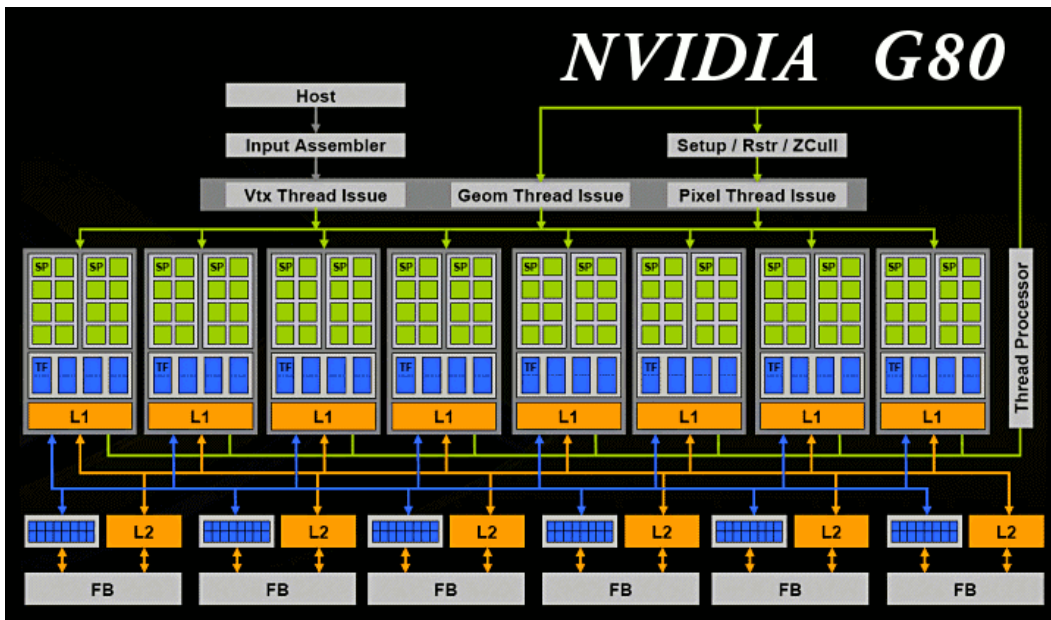 NVIDIA G80
Host
Input Assembler
Setup / Rstr / ZCull
Vtx Thread Issue
Geom Thread Issue
Pixel Thread Issue
SP SP SP SP SP SP SP SP SP SP SP SP SP SP SP SP
Thread Processor
TF TF TF TF TF TF TF TF
L1 L1 L1 L1 L1 L1 L1 L1
L2 L2 L2 L2 L2 L2
FB FB FB FB FB FB